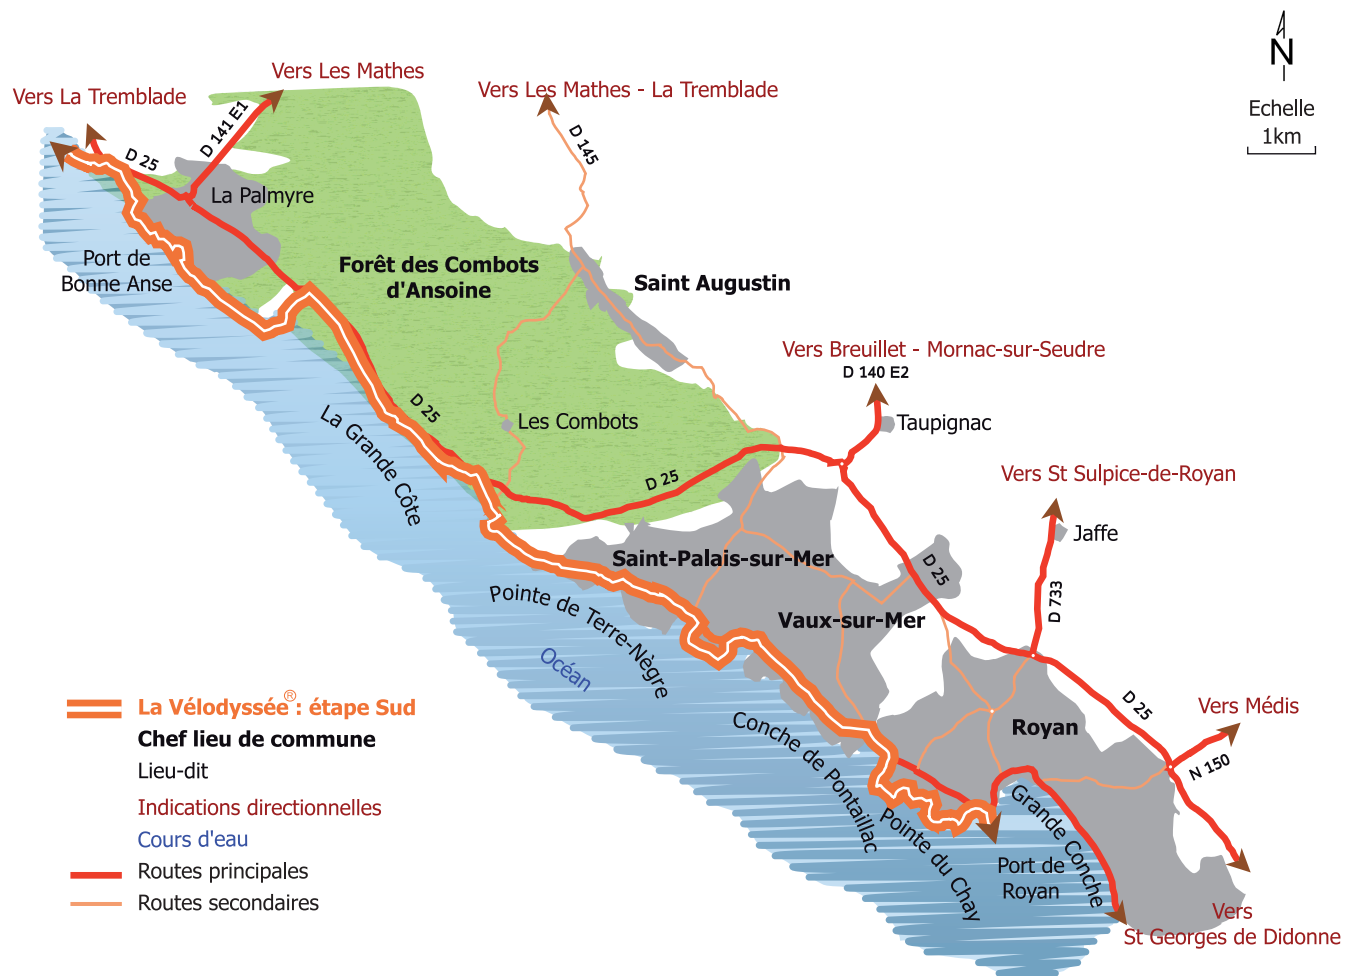 Vers Les Mathes
Vers La Tremblade
Vers Les Mathes - La Tremblade
N
Echelle
1km
D 141 E1
D 25
D 145
La Palmyre
Port de
Bonne Anse
Forêt des Combots
d'Ansoine
Saint Augustin
Vers Breuillet - Mornac-sur-Seudre
D 140 E2
Taupignac
D 25
Les Combots
La Grande Côte
D 25
Vers St Sulpice-de-Royan
Jaffe
Saint-Palais-sur-Mer
D 25
D 733
Pointe de Terre-Nègre
Vaux-sur-Mer
Océan
D 25
Vers Médis
N 150
Royan
Conche de Pontaillac
Pointe du Chay
Grande Conche
Port de
Royan
Vers
St Georges de Didonne
La Vélodyssée® : étape Sud
Chef lieu de commune
Lieu-dit
Indications directionnelles
Cours d'eau
Routes principales
Routes secondaires